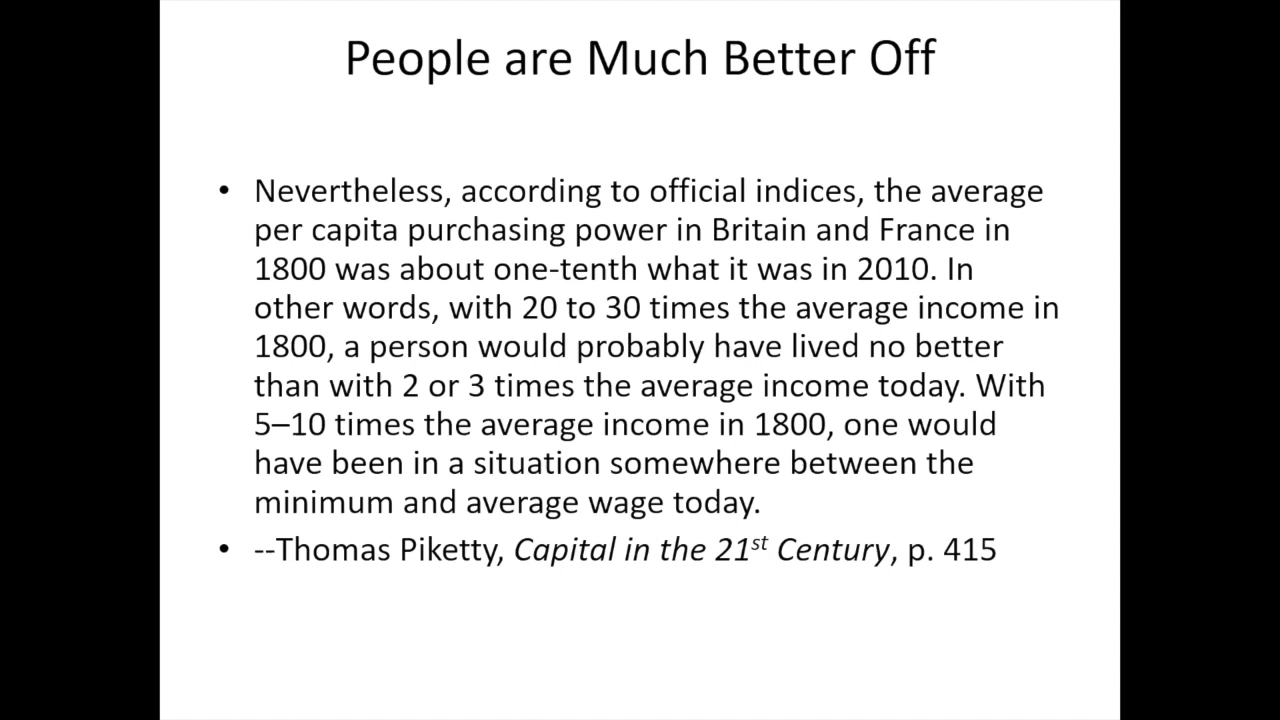 People are Much Better Off
• Nevertheless, according to official indices, the average
per capita purchasing power in Britain and France in
1800 was about one-tenth what it was in 2010. In
other words, with 20 to 30 times the average income in
1800, a person would probably have lived no better
than with 2 or 3 times the average income today. With
5–10 times the average income in 1800, one would
have been in a situation somewhere between the
minimum and average wage today.
• --Thomas Piketty, Capital in the 21st Century, p. 415